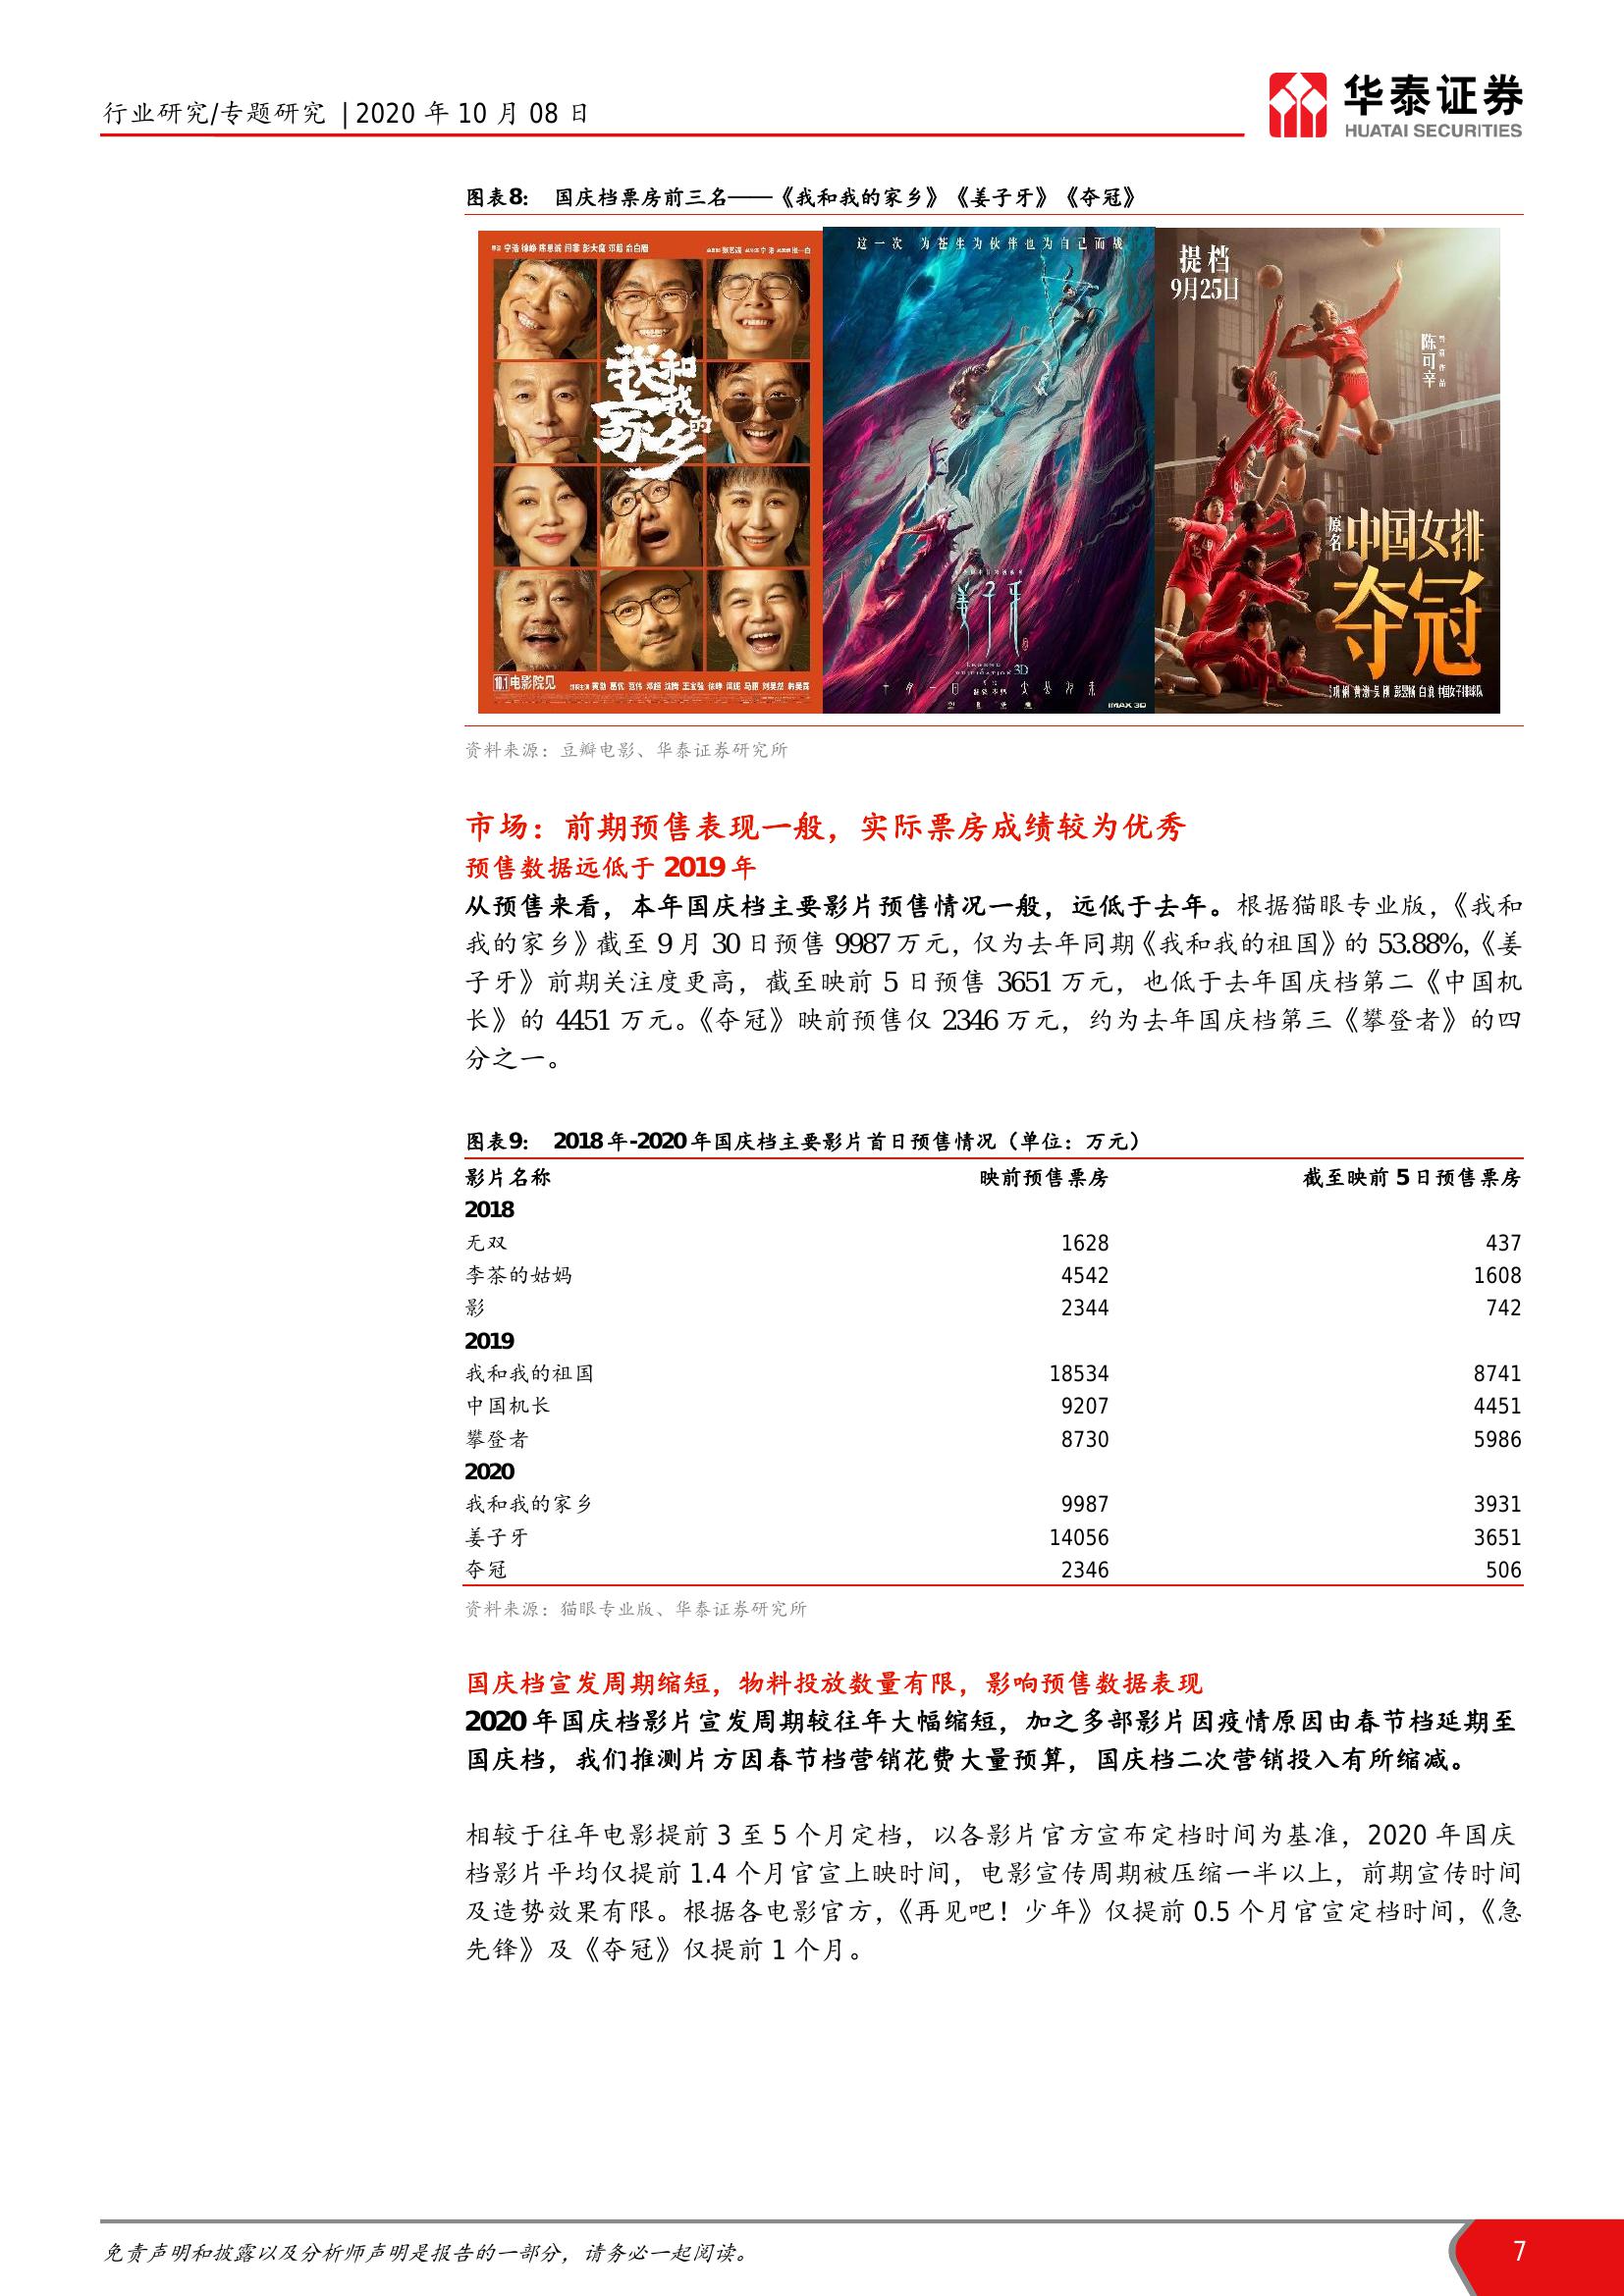 行业研究/专题研究 | 2020 年 10 月 08 日
华泰证券
HUATAI SECURITIES
图表8： 国庆档票房前三名——《我和我的家乡》《姜子牙》《夺冠》
我和我的家乡
10.1电影院见
这一次 为苍生为伙伴也为自己而战
姜子牙
3D
IMAX 3D
提档
9月25日
陈可辛
原名
中国女排
夺冠
资料来源：豆瓣电影、华泰证券研究所
市场：前期预售表现一般，实际票房成绩较为优秀
预售数据远低于 2019 年
从预售来看，本年国庆档主要影片预售情况一般，远低于去年。根据猫眼专业版，《我和
我的家乡》截至 9 月 30 日预售 9987 万元，仅为去年同期《我和我的祖国》的 53.88%，《姜
子牙》前期关注度更高，截至映前 5 日预售 3651 万元，也低于去年国庆档第二《中国机
长》的 4451 万元。《夺冠》映前预售仅 2346 万元，约为去年国庆档第三《攀登者》的四
分之一。
图表9： 2018 年-2020 年国庆档主要影片首日预售情况（单位：万元）
影片名称 映前预售票房 截至映前 5 日预售票房
2018
无双 1628 437
李茶的姑妈 4542 1608
影 2344 742
2019
我和我的祖国 18534 8741
中国机长 9207 4451
攀登者 8730 5986
2020
我和我的家乡 9987 3931
姜子牙 14056 3651
夺冠 2346 506
资料来源：猫眼专业版、华泰证券研究所
国庆档宣发周期缩短，物料投放数量有限，影响预售数据表现
2020 年国庆档影片宣发周期较往年大幅缩短，加之多部影片因疫情原因由春节档延期至
国庆档，我们推测片方因春节档营销花费大量预算，国庆档二次营销投入有所缩减。
相较于往年电影提前 3 至 5 个月定档，以各影片官方宣布定档时间为基准，2020 年国庆
档影片平均仅提前 1.4 个月官宣上映时间，电影宣传周期被压缩一半以上，前期宣传时间
及造势效果有限。根据各电影官方，《再见吧！少年》仅提前 0.5 个月官宣定档时间，《急
先锋》及《夺冠》仅提前 1 个月。
免责声明和披露以及分析师声明是报告的一部分，请务必一起阅读。
7